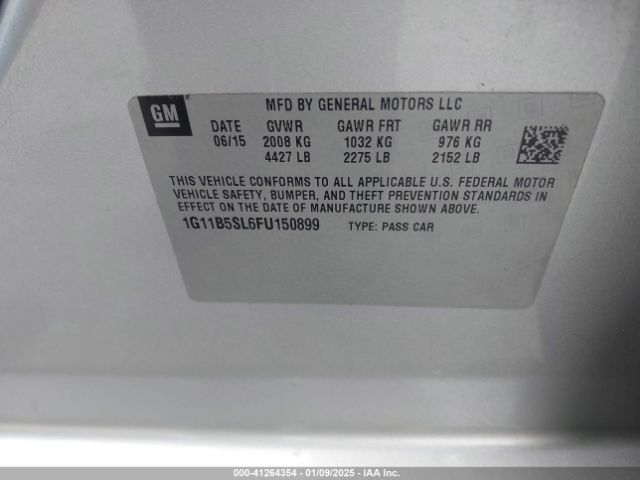 GM
MFD BY GENERAL MOTORS LLC
DATE GVWR GAWR FRT GAWR RR
06/15 2008 KG 1032 KG 976 KG
4427 LB 2275 LB 2152 LB
THIS VEHICLE CONFORMS TO ALL APPLICABLE U.S. FEDERAL MOTOR
VEHICLE SAFETY, BUMPER, AND THEFT PREVENTION STANDARDS IN
EFFECT ON THE DATE OF MANUFACTURE SHOWN ABOVE.
1G11B5SL6FU150899 TYPE: PASS CAR
000-41264354 - 01/09/2025 - IAAI.com